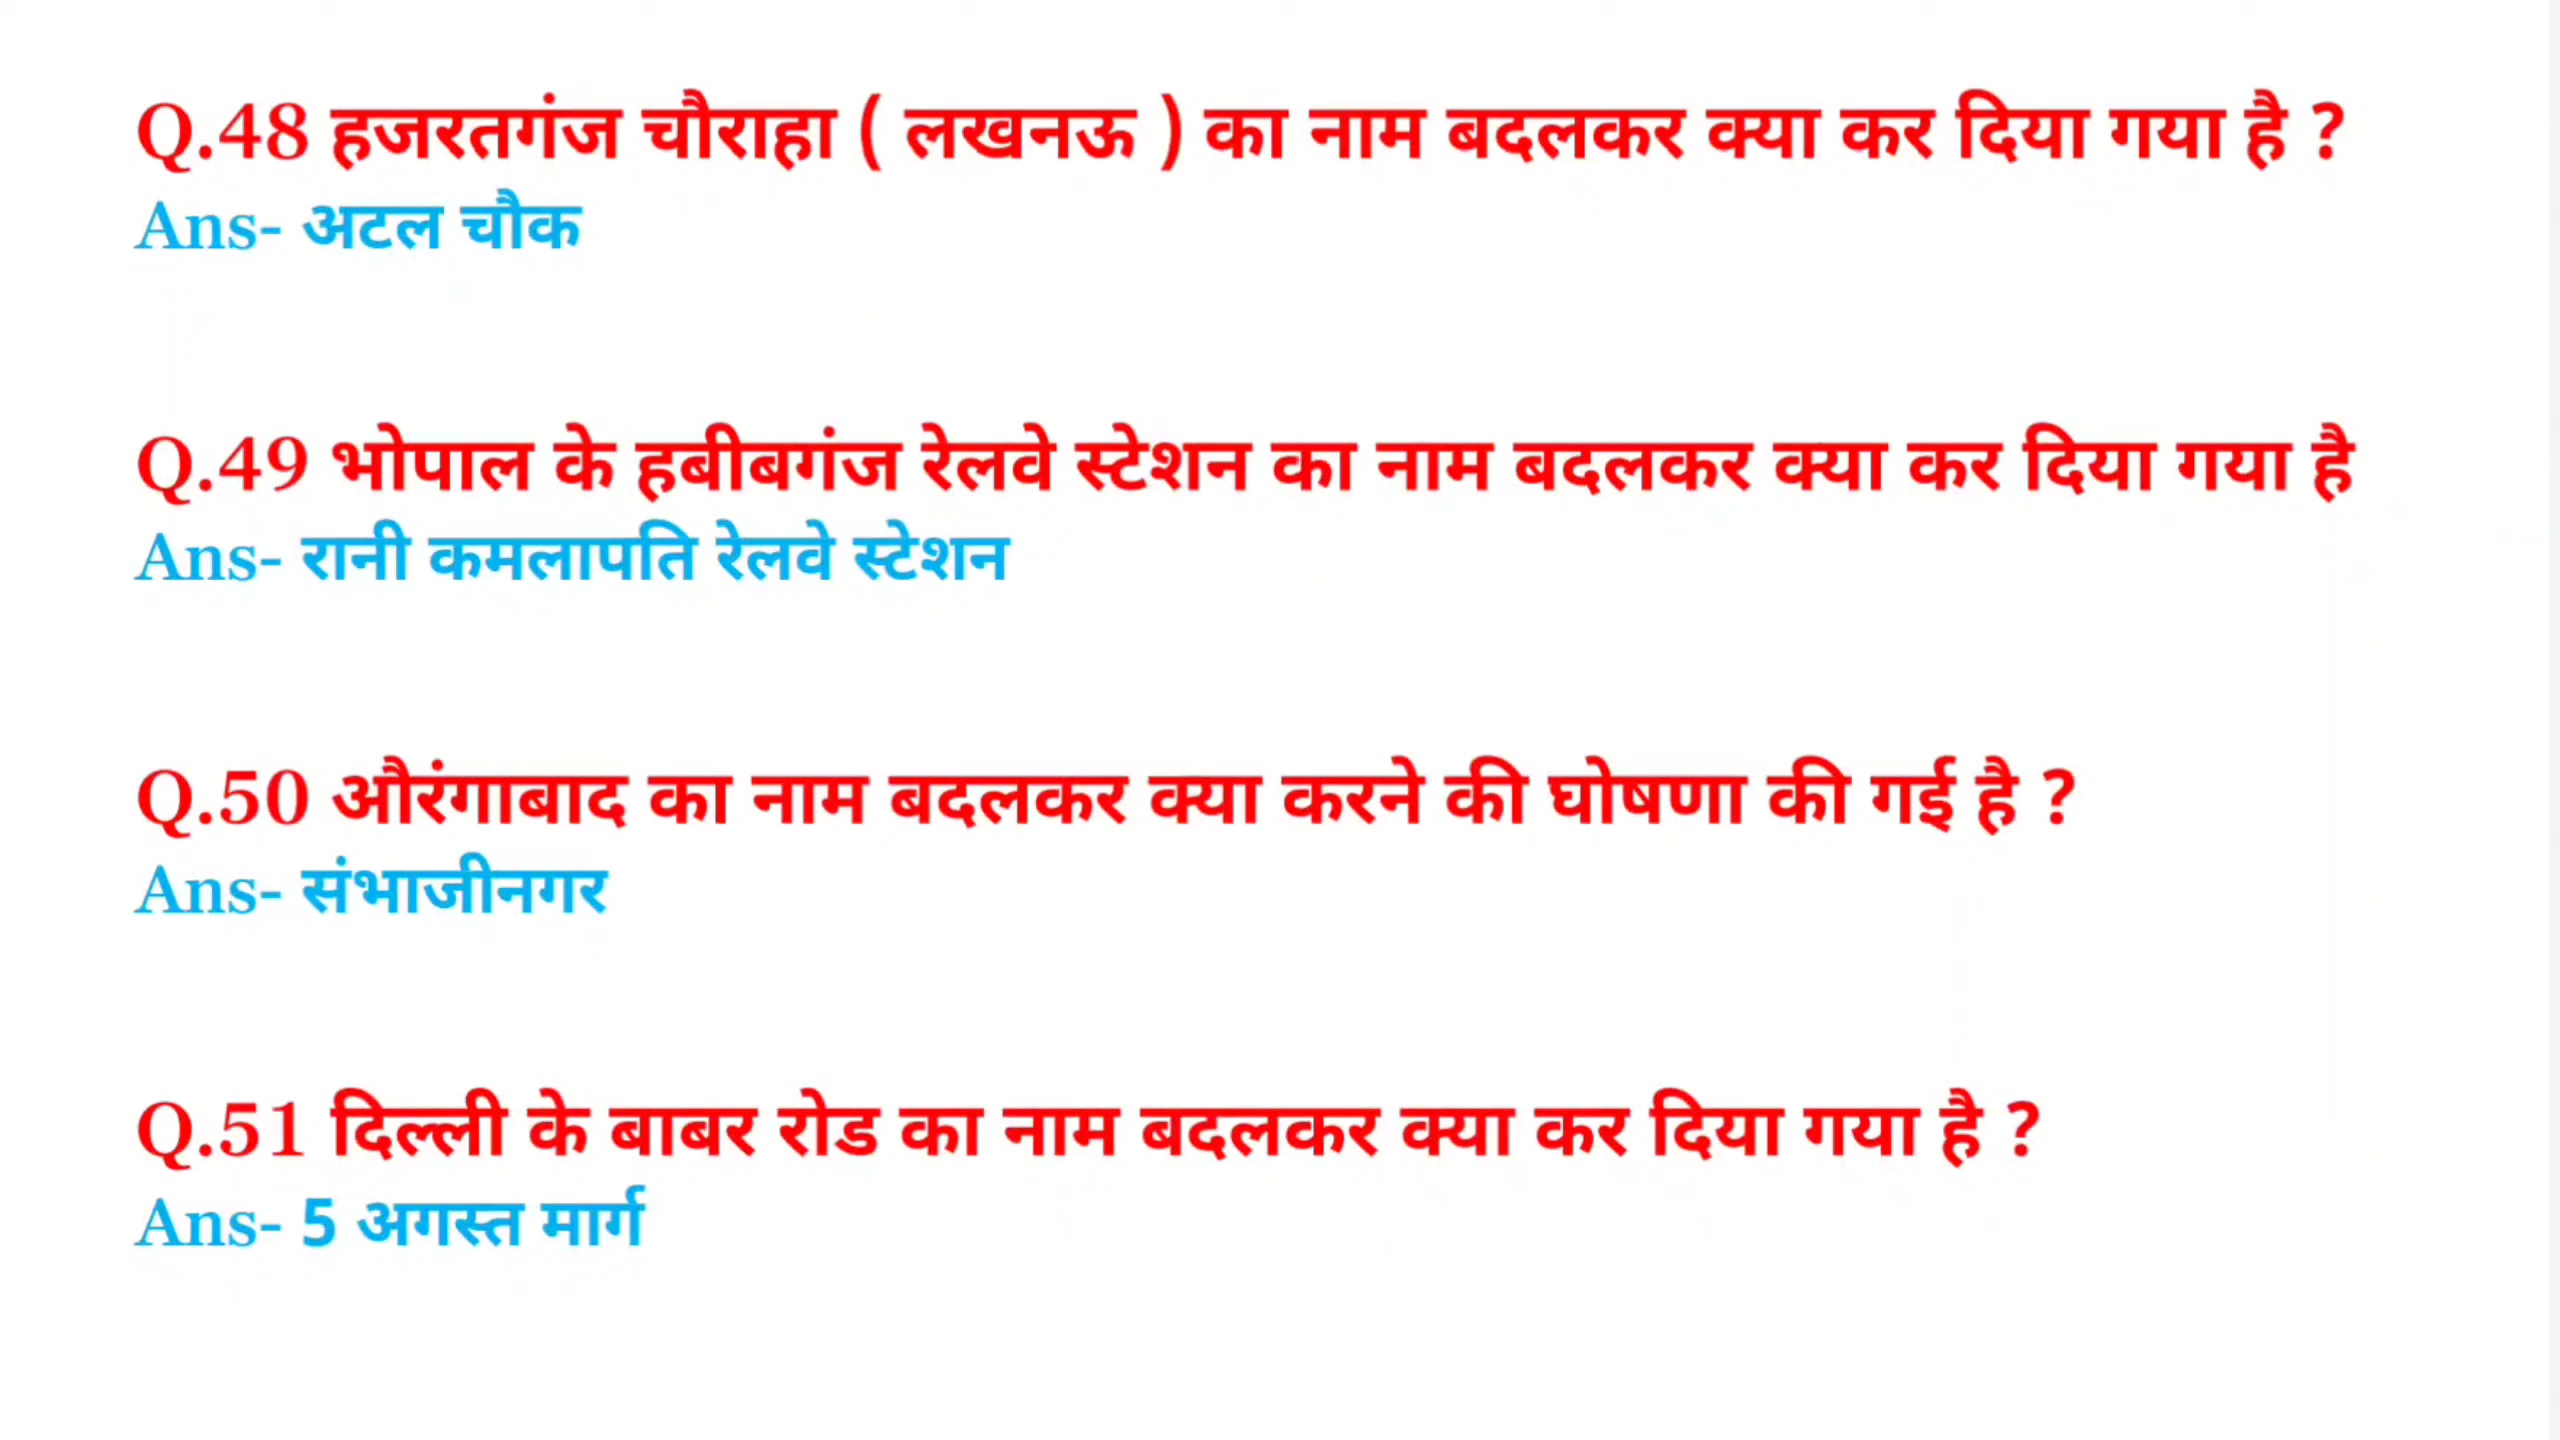 Q.48 हजरतगंज चौराहा ( लखनऊ ) का नाम बदलकर क्या कर दिया गया है ?
Ans- अटल चौक
Q.49 भोपाल के हबीबगंज रेलवे स्टेशन का नाम बदलकर क्या कर दिया गया है
Ans- रानी कमलापति रेलवे स्टेशन
Q.50 औरंगाबाद का नाम बदलकर क्या करने की घोषणा की गई है ?
Ans- संभाजीनगर
Q.51 दिल्ली के बाबर रोड का नाम बदलकर क्या कर दिया गया है ?
Ans- 5 अगस्त मार्ग